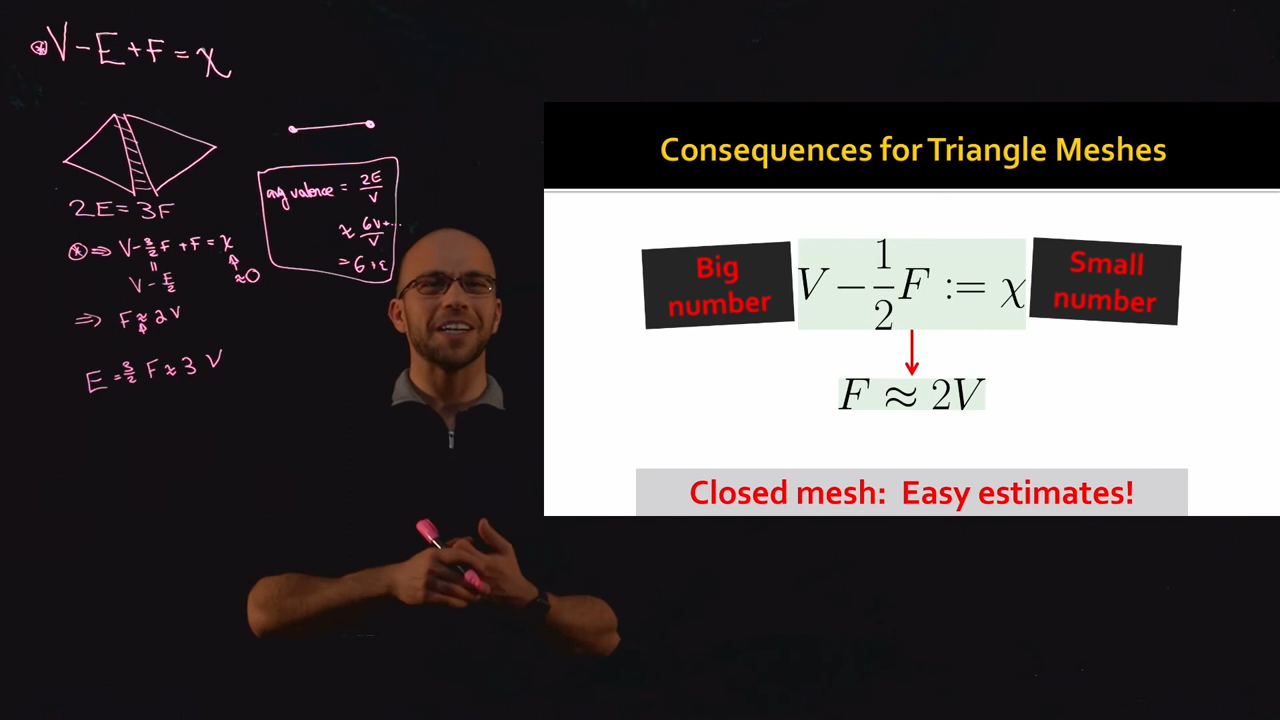 ⊛ V − E + F = χ
2E = 3F
⊛ ⇒ V − 3/2 F + F = χ
V − E/2
≈0
⇒ F ≈ 2V
E = 3/2 F ≈ 3 V
avg valence = 2E/V
≈ 6V+.../V
= 6+ε
Consequences for Triangle Meshes
Big
number
V − 1/2 F := χ
Small
number
F ≈ 2V
Closed mesh: Easy estimates!